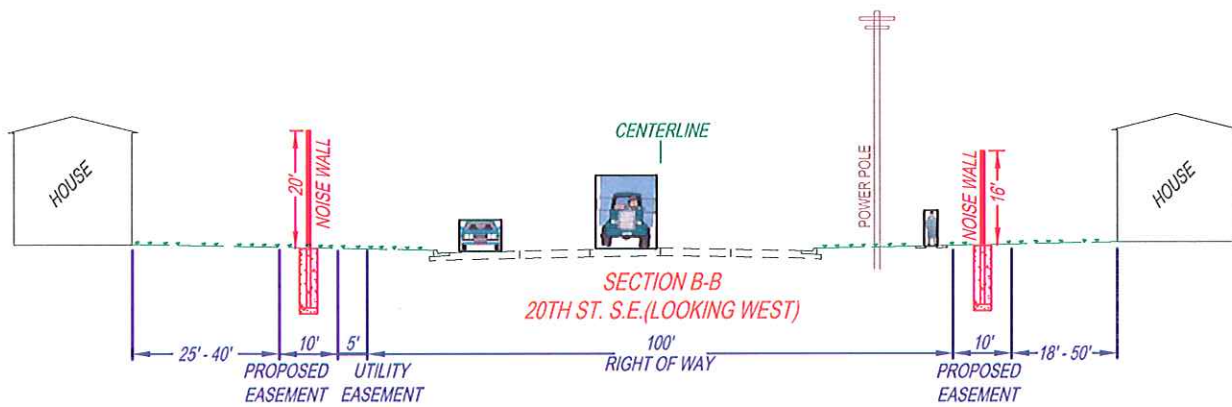 CENTERLINE
HOUSE
20'
NOISE WALL
POWER POLE
NOISE WALL
16'
HOUSE
SECTION B-B
20TH ST. S.E.(LOOKING WEST)
25' - 40'
10'
5'
100'
10'
18' - 50'
PROPOSED
EASEMENT
UTILITY
EASEMENT
RIGHT OF WAY
PROPOSED
EASEMENT